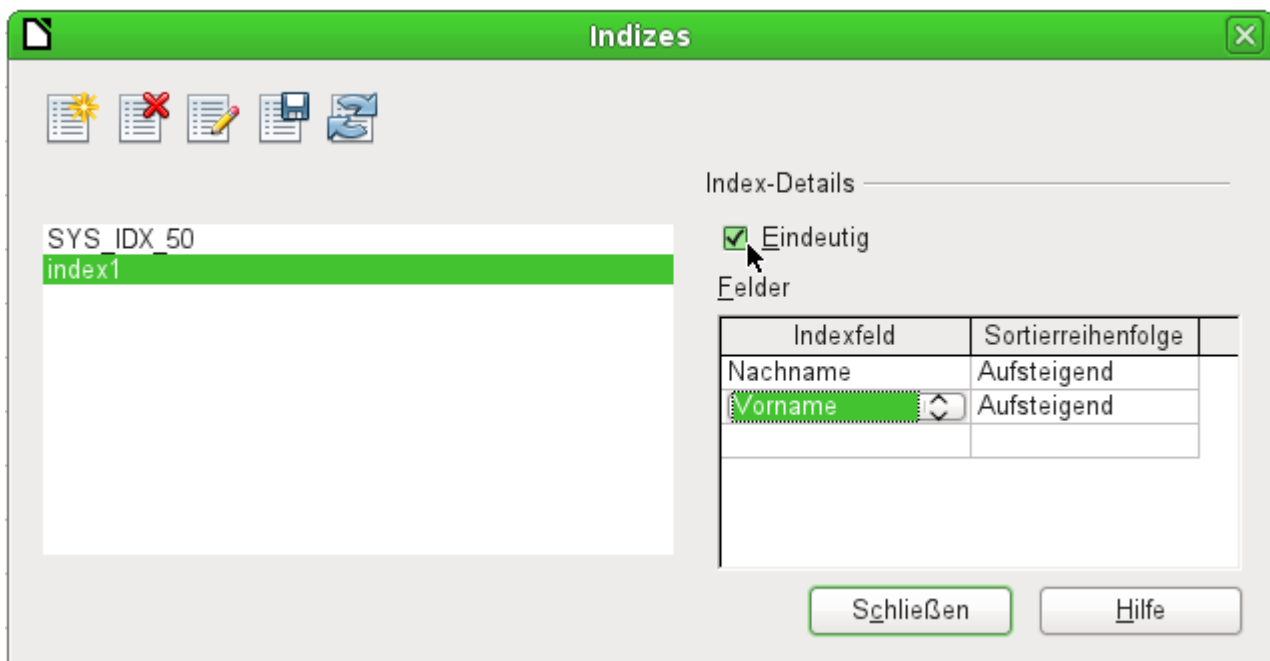 Indizes
Index-Details
SYS_IDX_50
index1
Eindeutig
Felder
Indexfeld Sortierreihenfolge
Nachname Aufsteigend
Vorname Aufsteigend
Schließen Hilfe